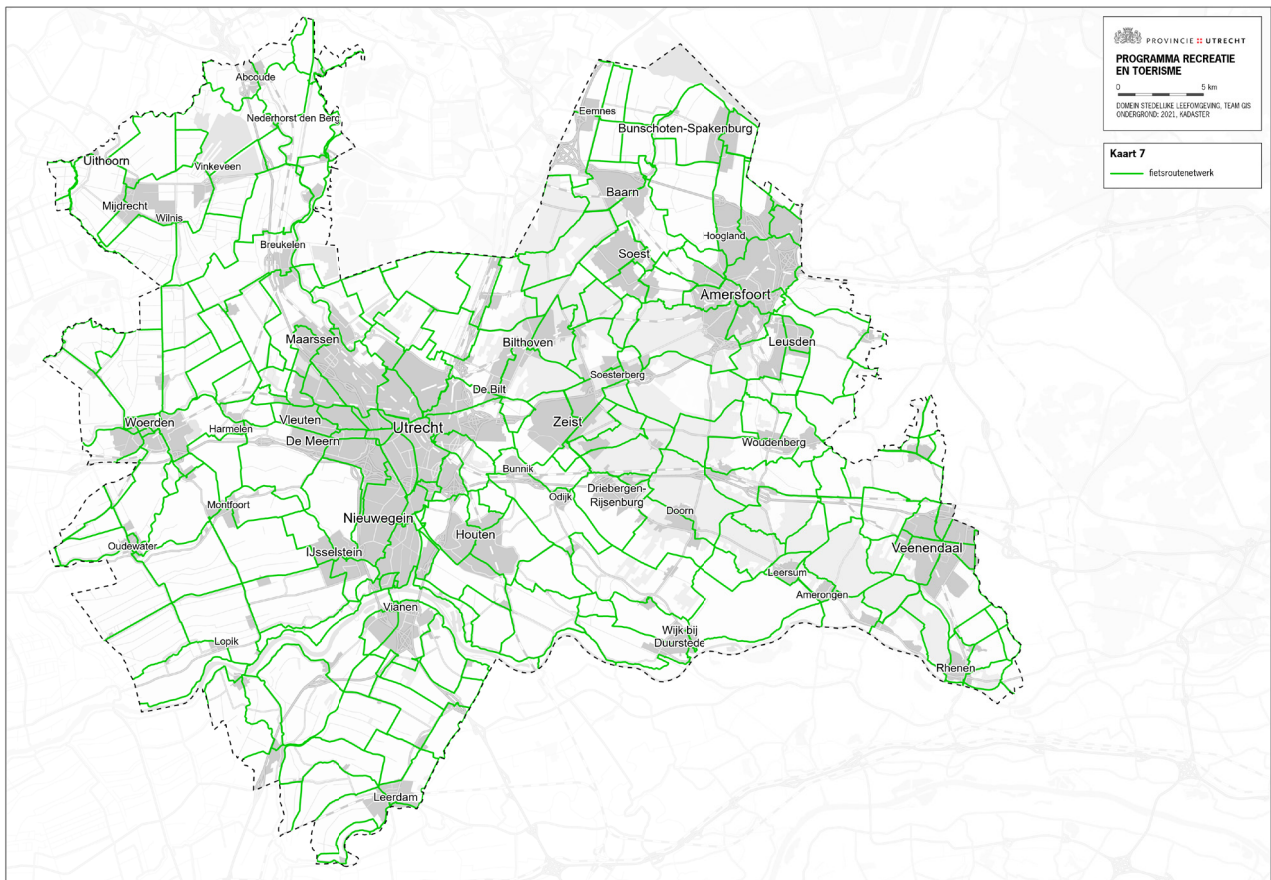 PROVINCIE :: UTRECHT
PROGRAMMA RECREATIE
EN TOERISME
0 5 km
DOMEIN STEDELIJKE LEEFOMGEVING, TEAM GIS
ONDERGROND: 2021, KADASTER
Kaart 7
fietsroutenetwerk
Abcoude
Nederhorst den Berg
Eemnes
Bunschoten-Spakenburg
Uithoorn
Vinkeveen
Baarn
Mijdrecht
Wilnis
Hoogland
Breukelen
Soest
Amersfoort
Maarssen
Bilthoven
Leusden
Soesterberg
De Bilt
Woerden
Harmelen
Vleuten
Utrecht
Zeist
De Meern
Woudenberg
Bunnik
Driebergen-
Rijsenburg
Odijk
Montfoort
Doorn
Nieuwegein
Houten
Oudewater
IJsselstein
Veenendaal
Leersum
Amerongen
Vianen
Lopik
Wijk bij
Duurstede
Rhenen
Leerdam